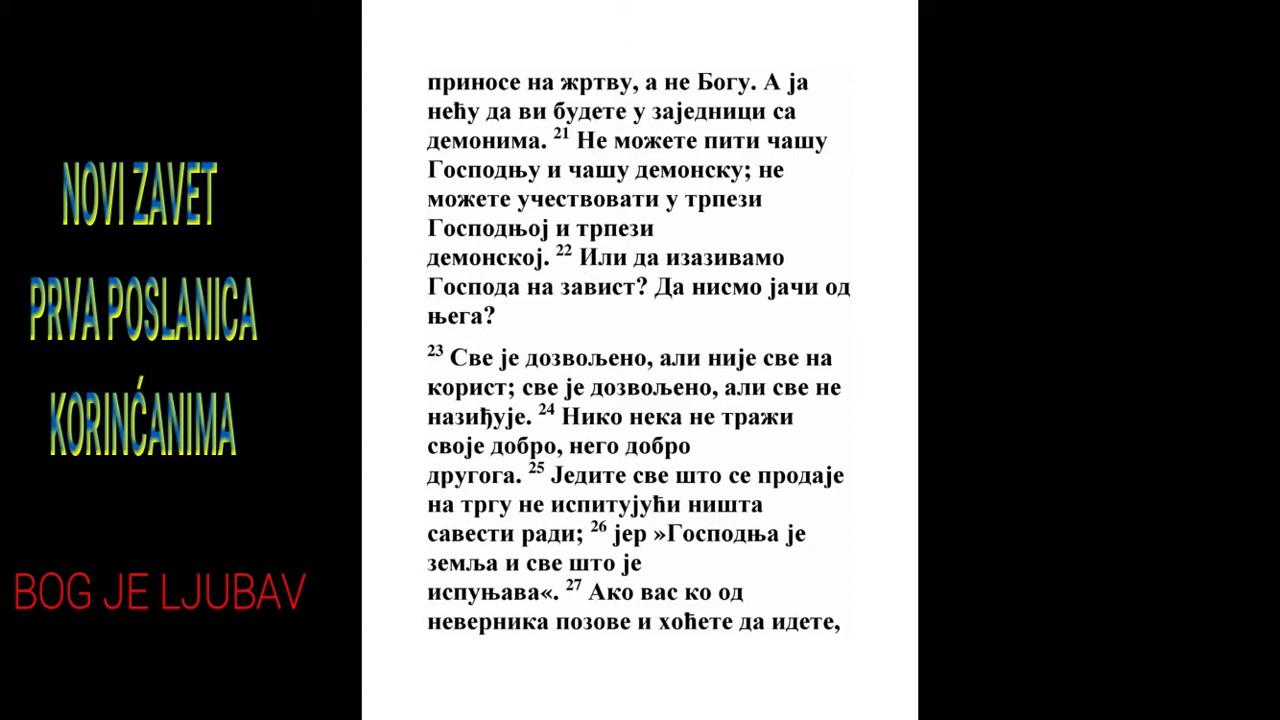 NOVI ZAVET
PRVA POSLANICA
KORINĆANIMA
BOG JE LJUBAV
приносе на жртву, а не Богу. А ја
нећу да ви будете у заједници са
демонима. 21 Не можете пити чашу
Господњу и чашу демонску; не
можете учествовати у трпези
Господњој и трпези
демонској. 22 Или да изазивамо
Господа на завист? Да нисмо јачи од
њега?
23 Све је дозвољено, али није све на
корист; све је дозвољено, али све не
назиђује. 24 Нико нека не тражи
своје добро, него добро
другога. 25 Једите све што се продаје
на тргу не испитујући ништа
савести ради; 26 јер »Господња је
земља и све што је
испуњава«. 27 Ако вас ко од
неверника позове и хоћете да идете,